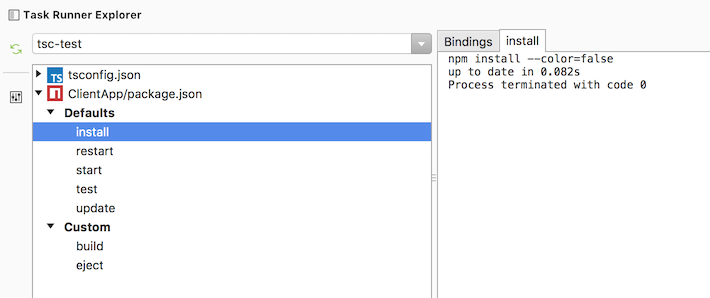 Task Runner Explorer
tsc-test
TS tsconfig.json
ClientApp/package.json
Defaults
install
restart
start
test
update
Custom
build
eject
Bindings
install
npm install --color=false
up to date in 0.082s
Process terminated with code 0